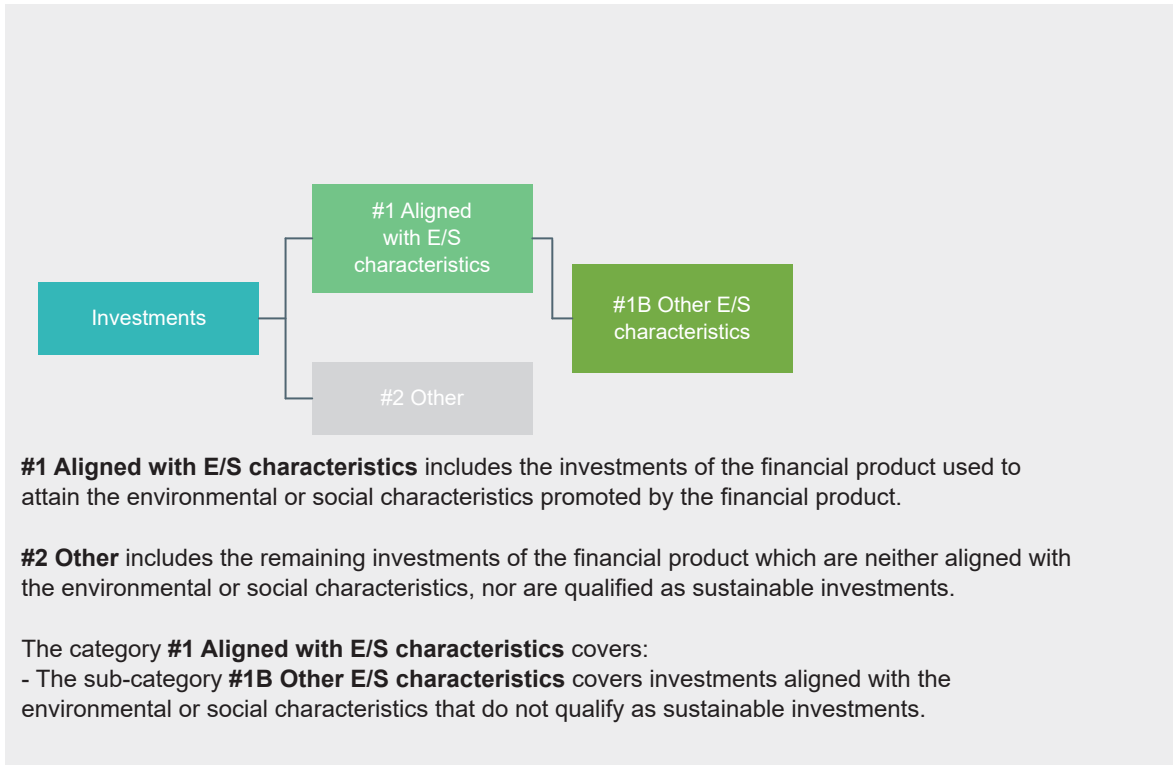 #1 Aligned
with E/S
characteristics
Investments
#1B Other E/S
characteristics
#2 Other
#1 Aligned with E/S characteristics includes the investments of the financial product used to
attain the environmental or social characteristics promoted by the financial product.
#2 Other includes the remaining investments of the financial product which are neither aligned with
the environmental or social characteristics, nor are qualified as sustainable investments.
The category #1 Aligned with E/S characteristics covers:
- The sub-category #1B Other E/S characteristics covers investments aligned with the
environmental or social characteristics that do not qualify as sustainable investments.